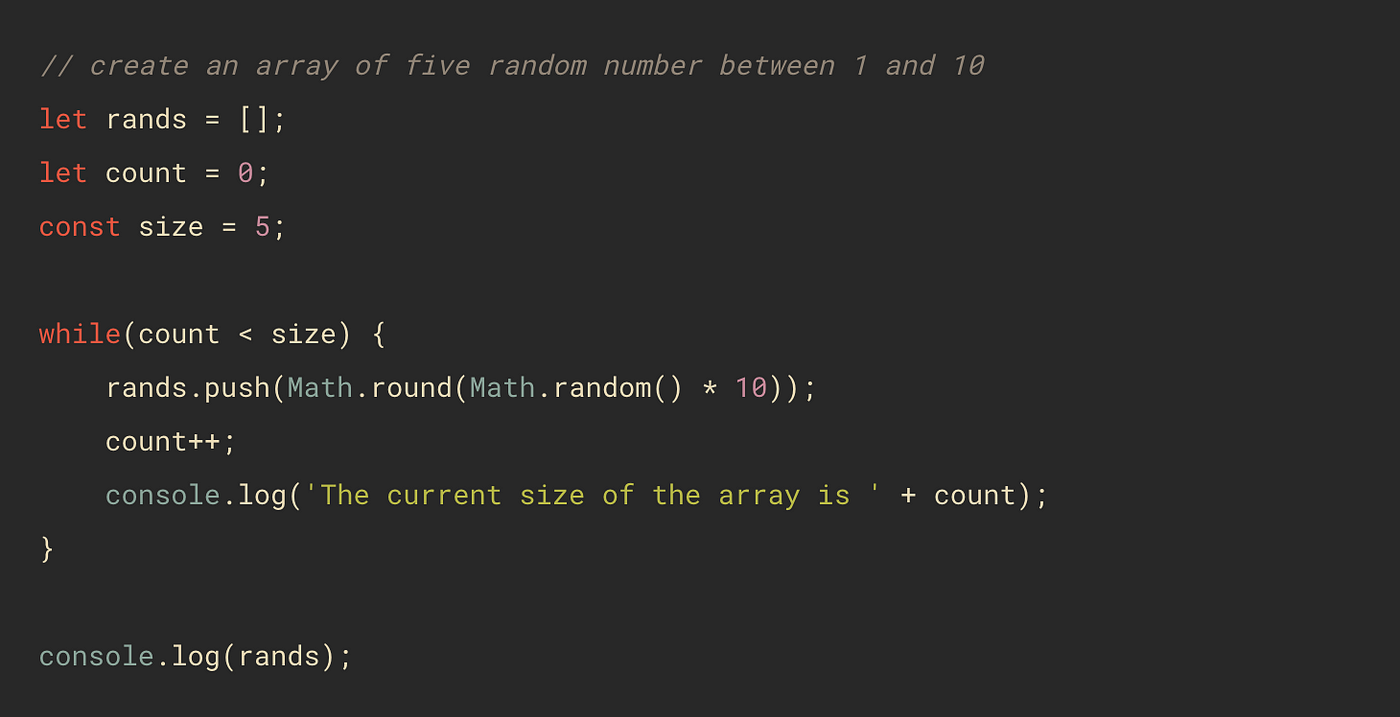 // create an array of five random number between 1 and 10
let rands = [];
let count = 0;
const size = 5;
while(count < size) {
    rands.push(Math.round(Math.random() * 10));
    count++;
    console.log('The current size of the array is ' + count);
}
console.log(rands);